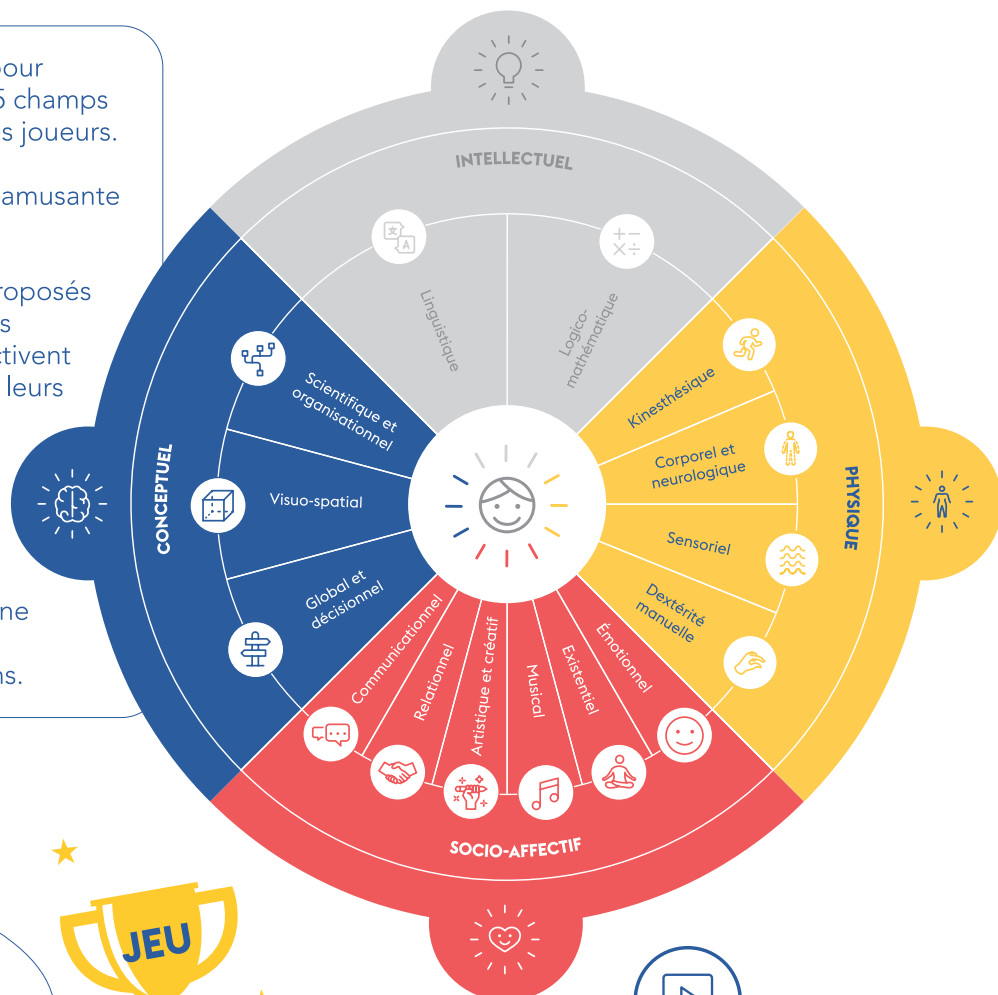 pour
5 champs
s joueurs.
amusante
roposés
s
ctivent
leurs
ne
ns.
INTELLECTUEL
Linguistique
Logico-
mathématique
PHYSIQUE
Kinesthésique
Corporel et
neurologique
Sensoriel
Dextérité
manuelle
SOCIO-AFFECTIF
Communicationnel
Relationnel
Artistique et créatif
Musical
Existentiel
Émotionnel
CONCEPTUEL
Scientifique et
organisationnel
Visuo-spatial
Global et
décisionnel
A
JEU